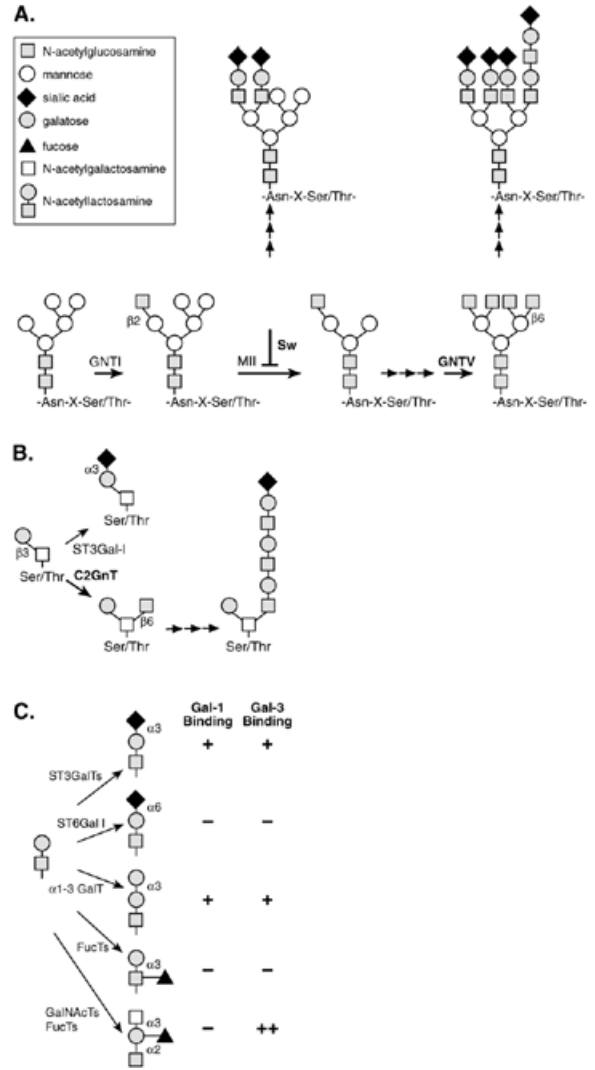 A.
N-acetylglucosamine
mannose
sialic acid
galatose
fucose
N-acetylgalactosamine
N-acetyllactosamine
-Asn-X-Ser/Thr-
-Asn-X-Ser/Thr-
β2
Sw
β6
GNTI
MII
GNTV
-Asn-X-Ser/Thr-
-Asn-X-Ser/Thr-
-Asn-X-Ser/Thr-
-Asn-X-Ser/Thr-
B.
α3
Ser/Thr
β3
ST3Gal-I
Ser/Thr
C2GnT
β6
Ser/Thr
Ser/Thr
C.
Gal-1 Gal-3
Binding Binding
α3
+ +
ST3GalTs
α6
ST6Gal I
– –
α3
α1-3 GalT
+ +
FucTs
α3
– –
GalNAcTs
FucTs
α3
– ++
α2